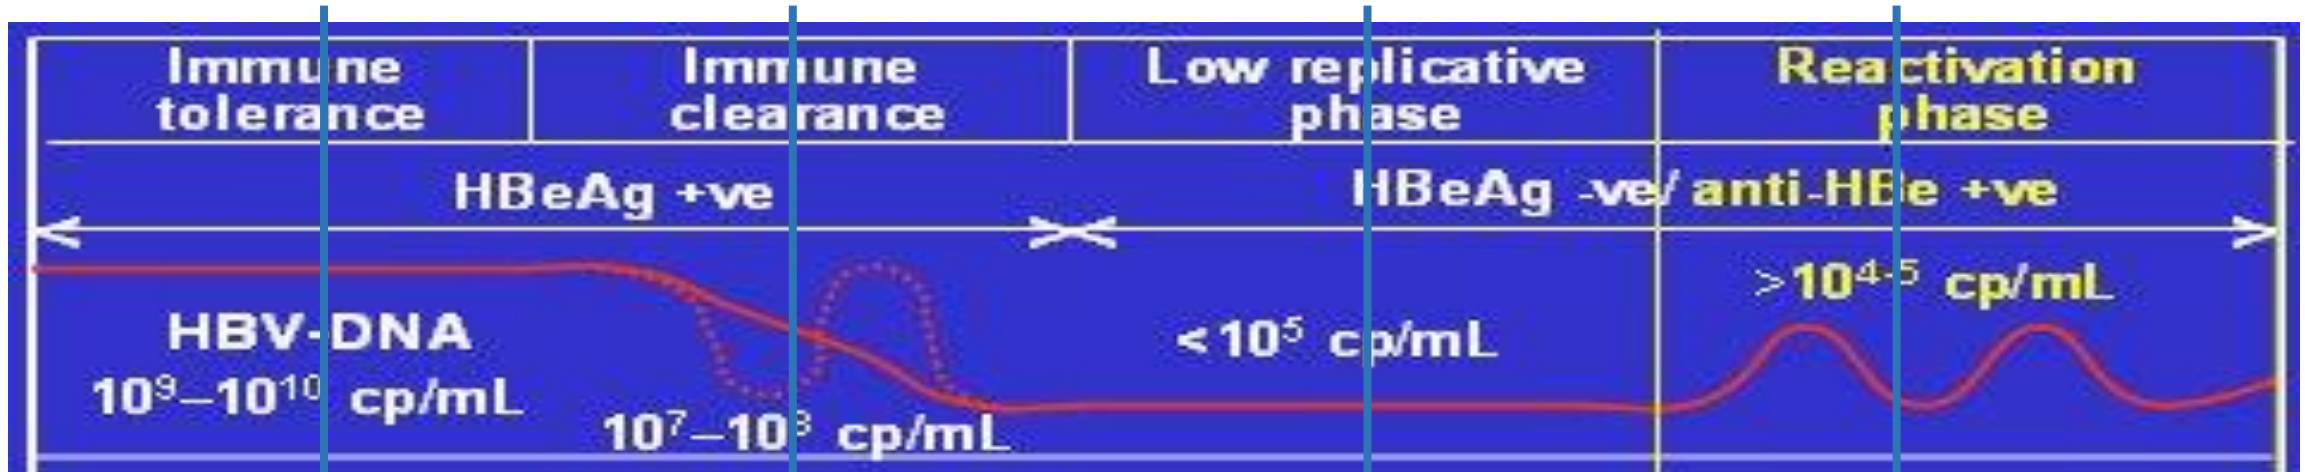 Immune
tolerance
Immune
clearance
Low replicative
phase
Reactivation
phase
HBeAg +ve
HBeAg -ve/ anti-HBe +ve
HBV-DNA
10⁹–10¹⁰ cp/mL
10⁷–10⁸ cp/mL
<10⁵ cp/mL
>10⁴⁻⁵ cp/mL